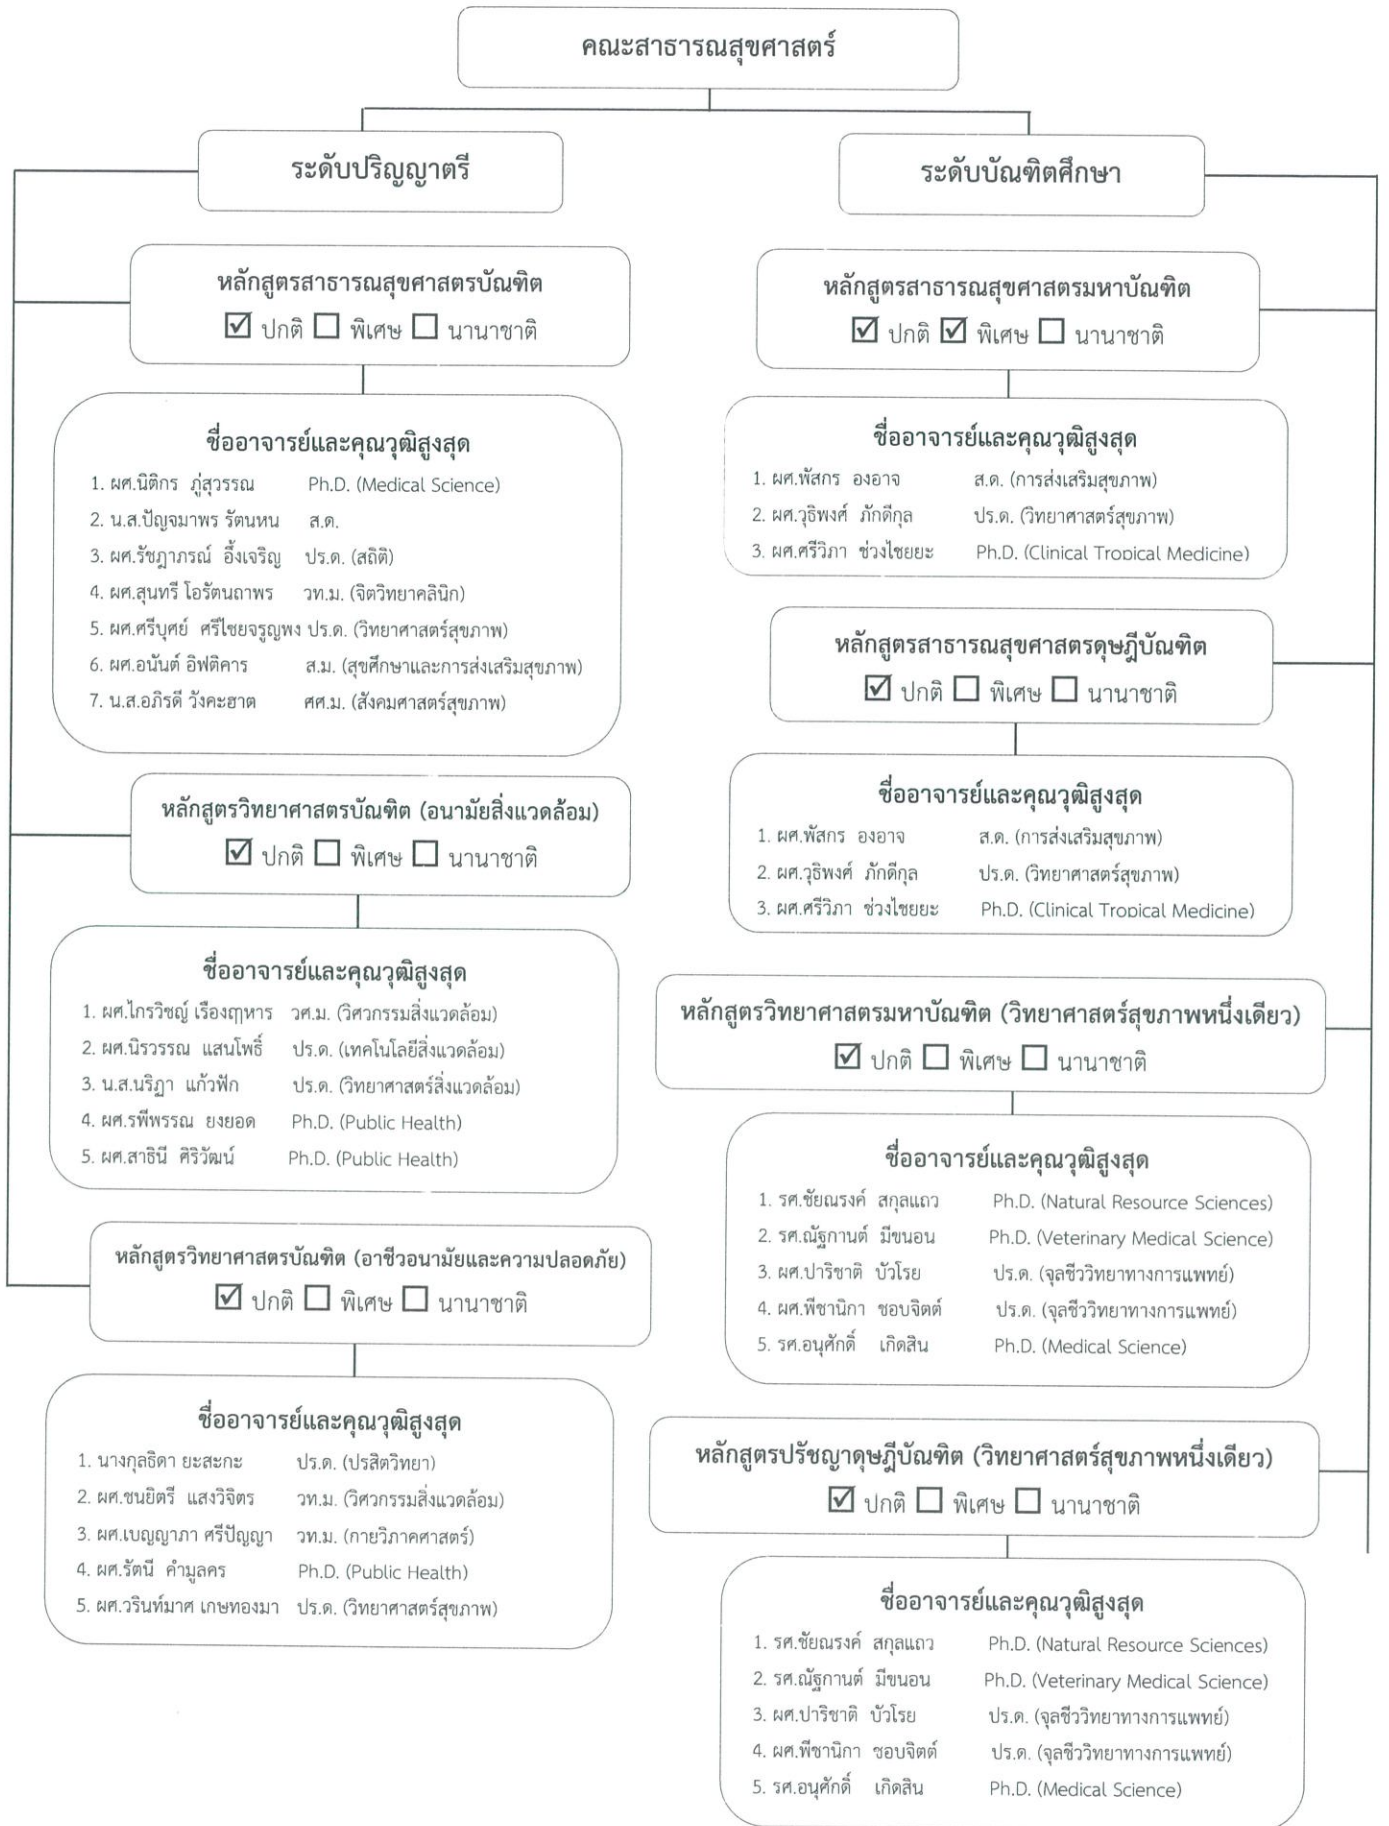 คณะสาธารณสุขศาสตร์
ระดับปริญญาตรี
หลักสูตรสาธารณสุขศาสตรบัณฑิต
☑ ปกติ ☐ พิเศษ ☐ นานาชาติ
ชื่ออาจารย์และคุณวุฒิสูงสุด
1. ผศ.นิติกร ภู่สุวรรณ Ph.D. (Medical Science)
2. น.ส.ปัญจมาพร รัตนหน ส.ด.
3. ผศ.รัชฎาภรณ์ อึ้งเจริญ ปร.ด. (สถิติ)
4. ผศ.สุนทรี โอรัตนถาพร วท.ม. (จิตวิทยาคลินิก)
5. ผศ.ศรีบุศย์ ศรีไชยจรูญพง ปร.ด. (วิทยาศาสตร์สุขภาพ)
6. ผศ.อนันต์ อิฟติคาร ส.ม. (สุขศึกษาและการส่งเสริมสุขภาพ)
7. น.ส.อภิรดี วังคะฮาต ศศ.ม. (สังคมศาสตร์สุขภาพ)
หลักสูตรวิทยาศาสตรบัณฑิต (อนามัยสิ่งแวดล้อม)
☑ ปกติ ☐ พิเศษ ☐ นานาชาติ
ชื่ออาจารย์และคุณวุฒิสูงสุด
1. ผศ.ไกรวิชญ์ เรืองฤาหาร วศ.ม. (วิศวกรรมสิ่งแวดล้อม)
2. ผศ.นิรวรรณ แสนโพธิ์ ปร.ด. (เทคโนโลยีสิ่งแวดล้อม)
3. น.ส.นริฏา แก้วฟัก ปร.ด. (วิทยาศาสตร์สิ่งแวดล้อม)
4. ผศ.รพีพรรณ ยงยอด Ph.D. (Public Health)
5. ผศ.สาธินี ศิริวัฒน์ Ph.D. (Public Health)
หลักสูตรวิทยาศาสตรบัณฑิต (อาชีวอนามัยและความปลอดภัย)
☑ ปกติ ☐ พิเศษ ☐ นานาชาติ
ชื่ออาจารย์และคุณวุฒิสูงสุด
1. นางกุลธิดา ยะสะกะ ปร.ด. (ปรสิตวิทยา)
2. ผศ.ชนยิตรี แสงวิจิตร วท.ม. (วิศวกรรมสิ่งแวดล้อม)
3. ผศ.เบญญาภา ศรีปัญญา วท.ม. (กายวิภาคศาสตร์)
4. ผศ.รัตนี คำมูลคร Ph.D. (Public Health)
5. ผศ.วรินท์มาศ เกษทองมา ปร.ด. (วิทยาศาสตร์สุขภาพ)
ระดับบัณฑิตศึกษา
หลักสูตรสาธารณสุขศาสตรมหาบัณฑิต
☑ ปกติ ☑ พิเศษ ☐ นานาชาติ
ชื่ออาจารย์และคุณวุฒิสูงสุด
1. ผศ.พัสกร องอาจ ส.ด. (การส่งเสริมสุขภาพ)
2. ผศ.วุธิพงศ์ ภักดีกุล ปร.ด. (วิทยาศาสตร์สุขภาพ)
3. ผศ.ศรีวิภา ช่วงไชยยะ Ph.D. (Clinical Tropical Medicine)
หลักสูตรสาธารณสุขศาสตรดุษฎีบัณฑิต
☑ ปกติ ☐ พิเศษ ☐ นานาชาติ
ชื่ออาจารย์และคุณวุฒิสูงสุด
1. ผศ.พัสกร องอาจ ส.ด. (การส่งเสริมสุขภาพ)
2. ผศ.วุธิพงศ์ ภักดีกุล ปร.ด. (วิทยาศาสตร์สุขภาพ)
3. ผศ.ศรีวิภา ช่วงไชยยะ Ph.D. (Clinical Tropical Medicine)
หลักสูตรวิทยาศาสตรมหาบัณฑิต (วิทยาศาสตร์สุขภาพหนึ่งเดียว)
☑ ปกติ ☐ พิเศษ ☐ นานาชาติ
ชื่ออาจารย์และคุณวุฒิสูงสุด
1. รศ.ชัยณรงค์ สกุลแถว Ph.D. (Natural Resource Sciences)
2. รศ.ณัฐกานต์ มีขนอน Ph.D. (Veterinary Medical Science)
3. ผศ.ปาริชาติ บัวโรย ปร.ด. (จุลชีววิทยาทางการแพทย์)
4. ผศ.พีชานิกา ชอบจิตต์ ปร.ด. (จุลชีววิทยาทางการแพทย์)
5. รศ.อนุศักดิ์ เกิดสิน Ph.D. (Medical Science)
หลักสูตรปรัชญาดุษฎีบัณฑิต (วิทยาศาสตร์สุขภาพหนึ่งเดียว)
☑ ปกติ ☐ พิเศษ ☐ นานาชาติ
ชื่ออาจารย์และคุณวุฒิสูงสุด
1. รศ.ชัยณรงค์ สกุลแถว Ph.D. (Natural Resource Sciences)
2. รศ.ณัฐกานต์ มีขนอน Ph.D. (Veterinary Medical Science)
3. ผศ.ปาริชาติ บัวโรย ปร.ด. (จุลชีววิทยาทางการแพทย์)
4. ผศ.พีชานิกา ชอบจิตต์ ปร.ด. (จุลชีววิทยาทางการแพทย์)
5. รศ.อนุศักดิ์ เกิดสิน Ph.D. (Medical Science)